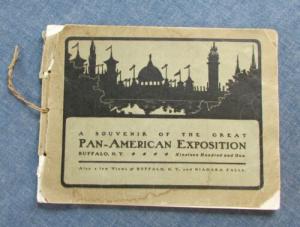 A SOUVENIR OF THE GREAT
PAN-AMERICAN EXPOSITION
BUFFALO, N.Y. Nineteen Hundred and One
Also a few Views of BUFFALO, N.Y. and NIAGARA FALLS.